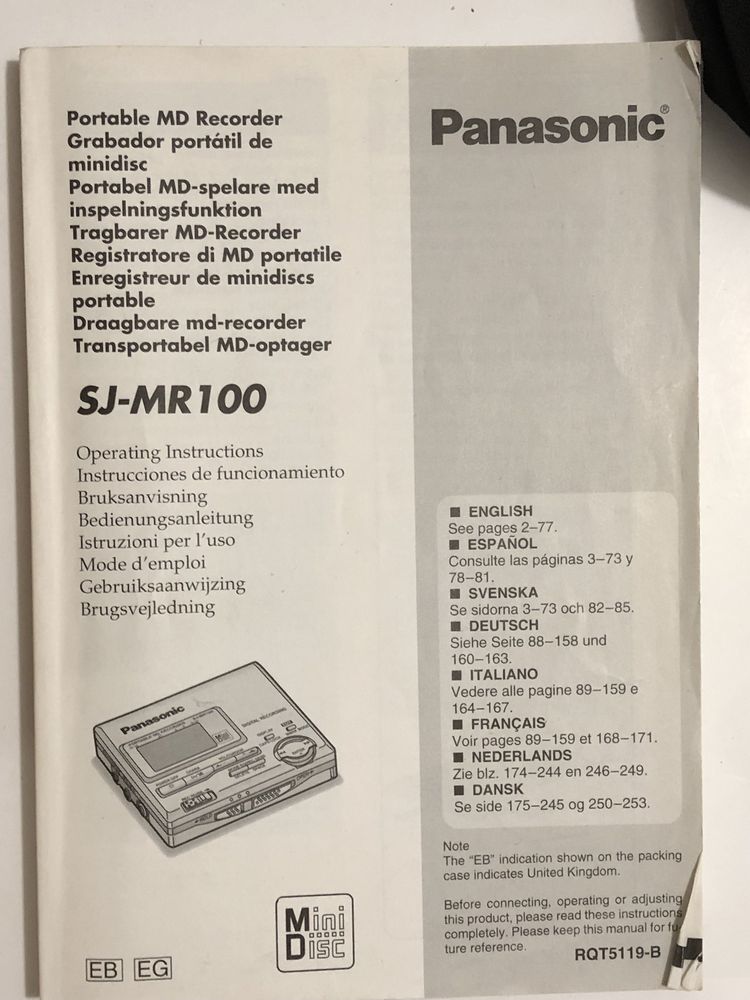 Portable MD Recorder
Grabador portátil de
minidisc
Portabel MD-spelare med
inspelningsfunktion
Tragbarer MD-Recorder
Registratore di MD portatile
Enregistreur de minidiscs
portable
Draagbare md-recorder
Transportabel MD-optager
SJ-MR100
Operating Instructions
Instrucciones de funcionamiento
Bruksanvisning
Bedienungsanleitung
Istruzioni per l'uso
Mode d'emploi
Gebruiksaanwijzing
Brugsvejledning
Panasonic
DIGITAL RECORDING
Mini
Disc
EB EG
Panasonic®
■ ENGLISH
See pages 2–77.
■ ESPAÑOL
Consulte las páginas 3–73 y
78–81.
■ SVENSKA
Se sidorna 3–73 och 82–85.
■ DEUTSCH
Siehe Seite 88–158 und
160–163.
■ ITALIANO
Vedere alle pagine 89–159 e
164–167.
■ FRANÇAIS
Voir pages 89–159 et 168–171.
■ NEDERLANDS
Zie blz. 174–244 en 246–249.
■ DANSK
Se side 175–245 og 250–253.
Note
The "EB" indication shown on the packing
case indicates United Kingdom.
Before connecting, operating or adjusting
this product, please read these instructions
completely. Please keep this manual for fu-
ture reference.
RQT5119-B